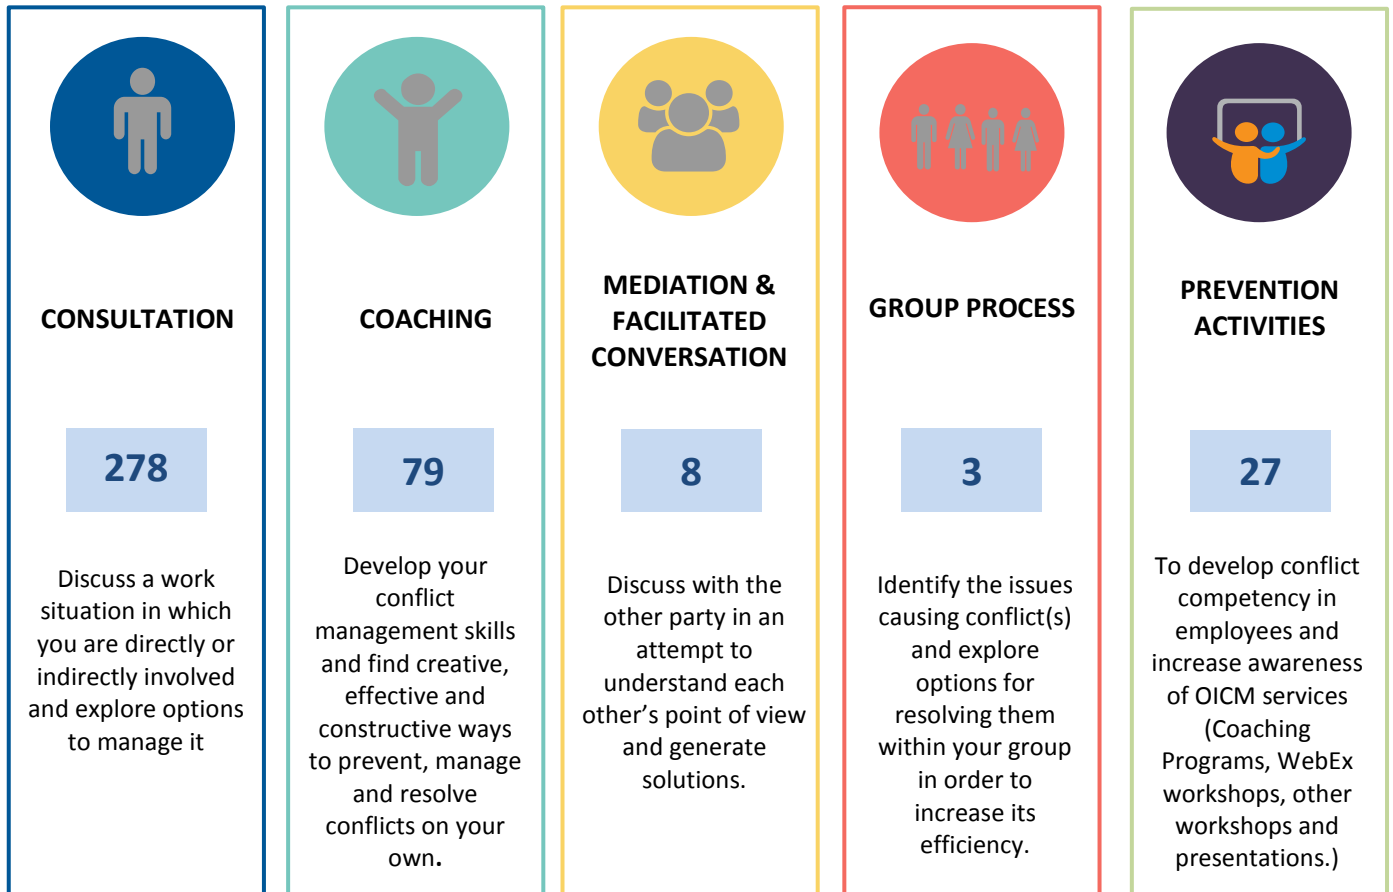 CONSULTATION
278
Discuss a work
situation in which
you are directly or
indirectly involved
and explore options
to manage it
COACHING
79
Develop your
conflict
management skills
and find creative,
effective and
constructive ways
to prevent, manage
and resolve
conflicts on your
own.
MEDIATION &
FACILITATED
CONVERSATION
8
Discuss with the
other party in an
attempt to
understand each
other’s point of view
and generate
solutions.
GROUP PROCESS
3
Identify the issues
causing conflict(s)
and explore
options for
resolving them
within your group
in order to
increase its
efficiency.
PREVENTION
ACTIVITIES
27
To develop conflict
competency in
employees and
increase awareness
of OICM services
(Coaching
Programs, WebEx
workshops, other
workshops and
presentations.)